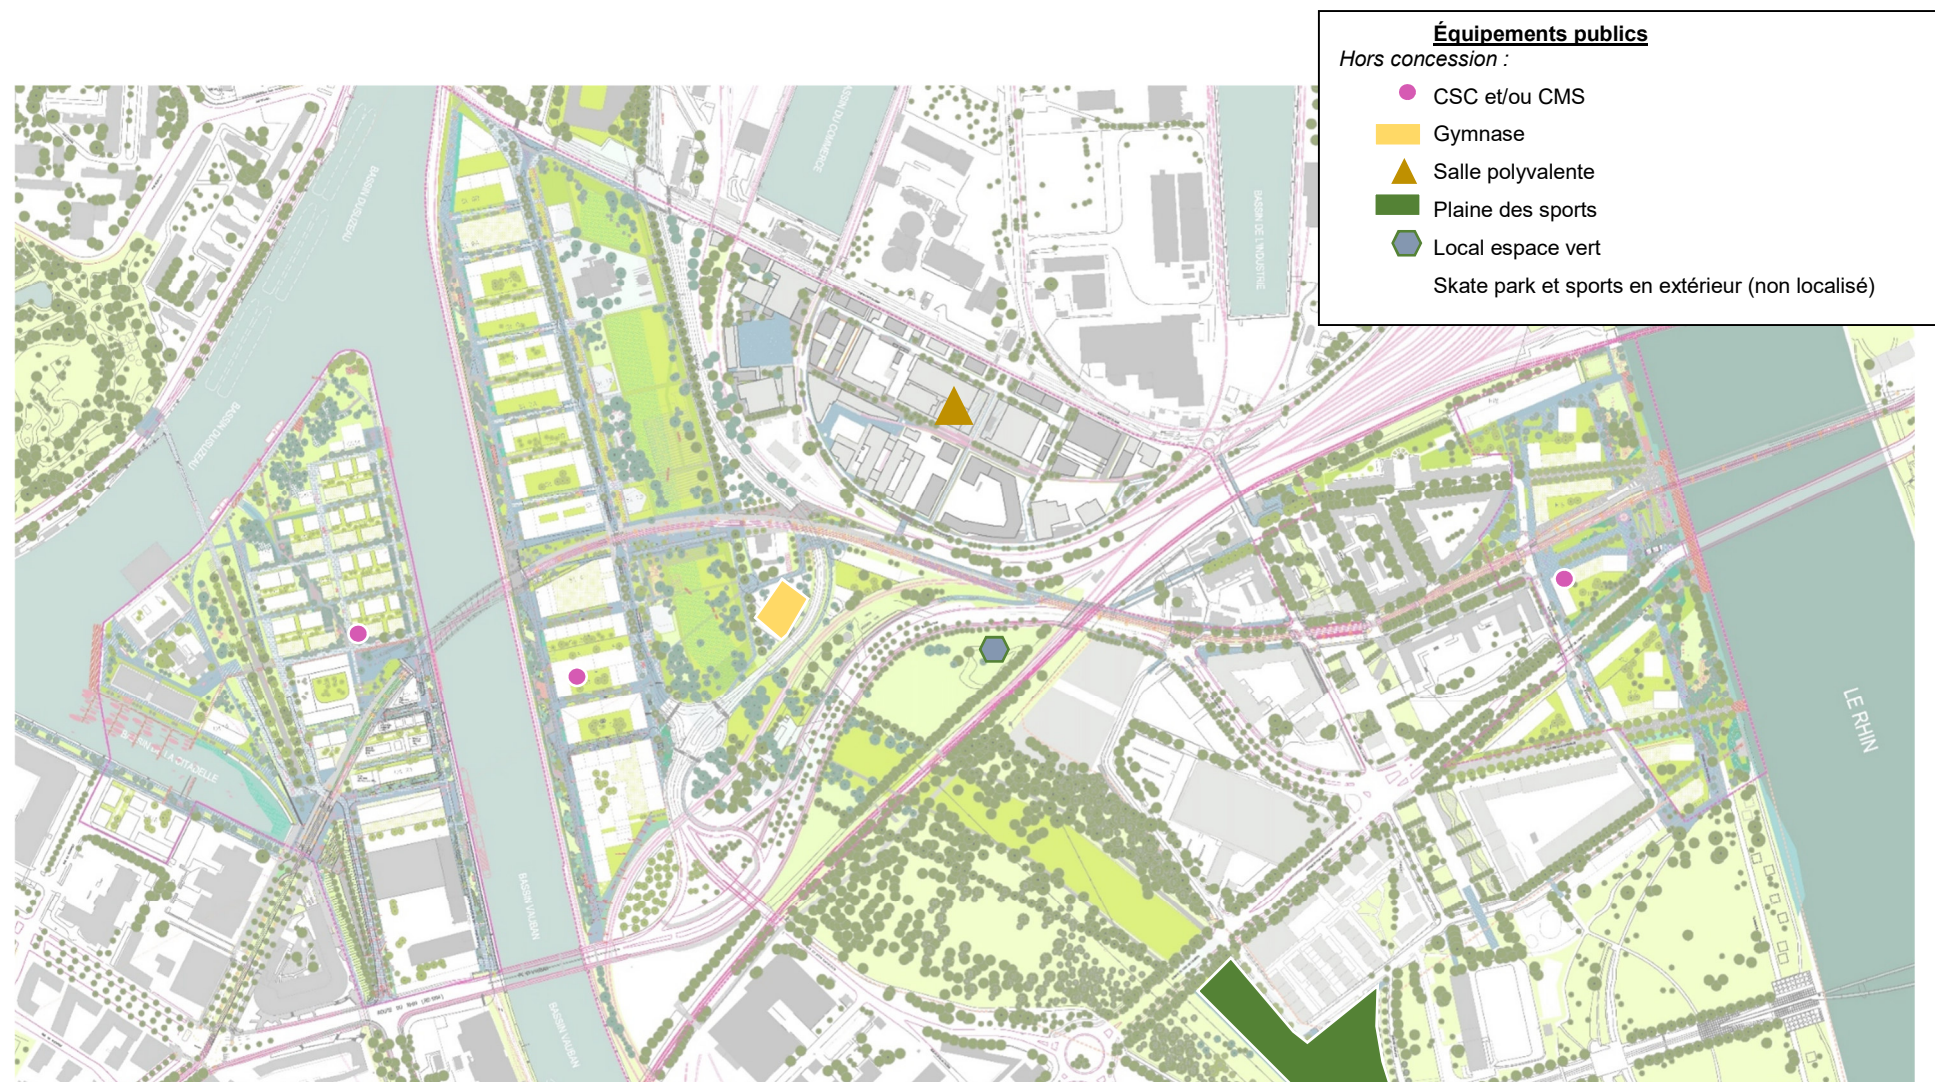 Équipements publics
Hors concession :
CSC et/ou CMS
Gymnase
Salle polyvalente
Plaine des sports
Local espace vert
Skate park et sports en extérieur (non localisé)
BASSIN DU COMMERCE
BASSIN DE L'INDUSTRIE
BASSIN DUSUZEAU
BASSIN DUSUZEAU
LE RHIN
BASSIN VAUBAN
BASSIN VAUBAN